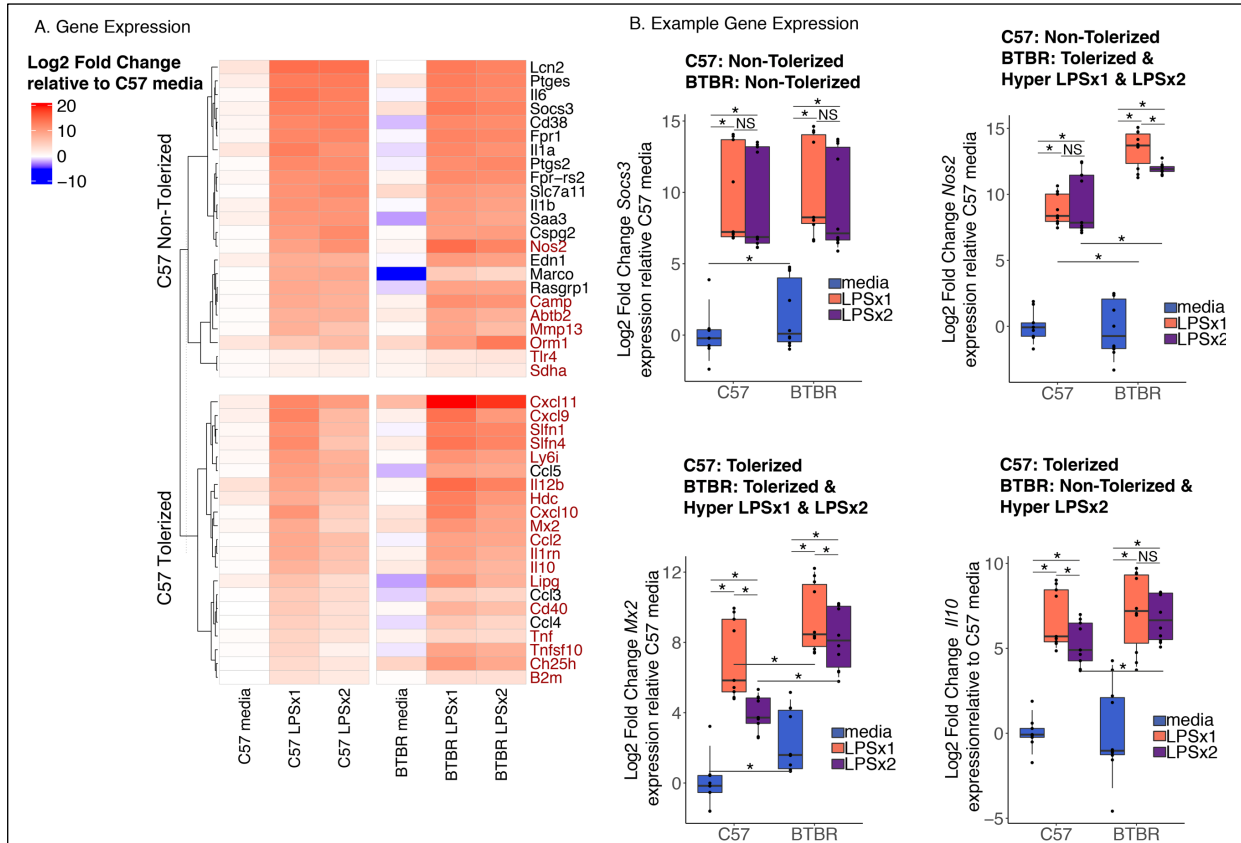 A. Gene Expression
Log2 Fold Change
relative to C57 media
20
10
0
−10
C57 Non-Tolerized
C57 Tolerized
Lcn2
Ptges
Il6
Socs3
Cd38
Fpr1
Il1a
Ptgs2
Fpr-rs2
Slc7a11
Il1b
Saa3
Cspg2
Nos2
Edn1
Marco
Rasgrp1
Camp
Abtb2
Mmp13
Orm1
Tlr4
Sdha
Cxcl11
Cxcl9
Slfn1
Slfn4
Ly6i
Ccl5
Il12b
Hdc
Cxcl10
Mx2
Ccl2
Il1rn
Il10
Lipg
Ccl3
Cd40
Ccl4
Tnf
Tnfsf10
Ch25h
B2m
C57 media
C57 LPSx1
C57 LPSx2
BTBR media
BTBR LPSx1
BTBR LPSx2
B. Example Gene Expression
C57: Non-Tolerized
BTBR: Non-Tolerized
Log2 Fold Change Socs3
expression relative C57 media
15
10
5
0
*
* NS
*
* NS
*
media
LPSx1
LPSx2
C57
BTBR
C57: Non-Tolerized
BTBR: Tolerized &
Hyper LPSx1 & LPSx2
Log2 Fold Change Nos2
expression relative C57 media
15
10
5
0
*
* *
*
* NS
*
*
media
LPSx1
LPSx2
C57
BTBR
C57: Tolerized
BTBR: Tolerized &
Hyper LPSx1 & LPSx2
Log2 Fold Change Mx2
expression relative C57 media
12
8
4
0
*
* *
*
* *
*
*
*
media
LPSx1
LPSx2
C57
BTBR
C57: Tolerized
BTBR: Non-Tolerized &
Hyper LPSx2
Log2 Fold Change Il10
expressionrelative to C57 media
10
5
0
−5
*
* *
*
* NS
*
media
LPSx1
LPSx2
C57
BTBR